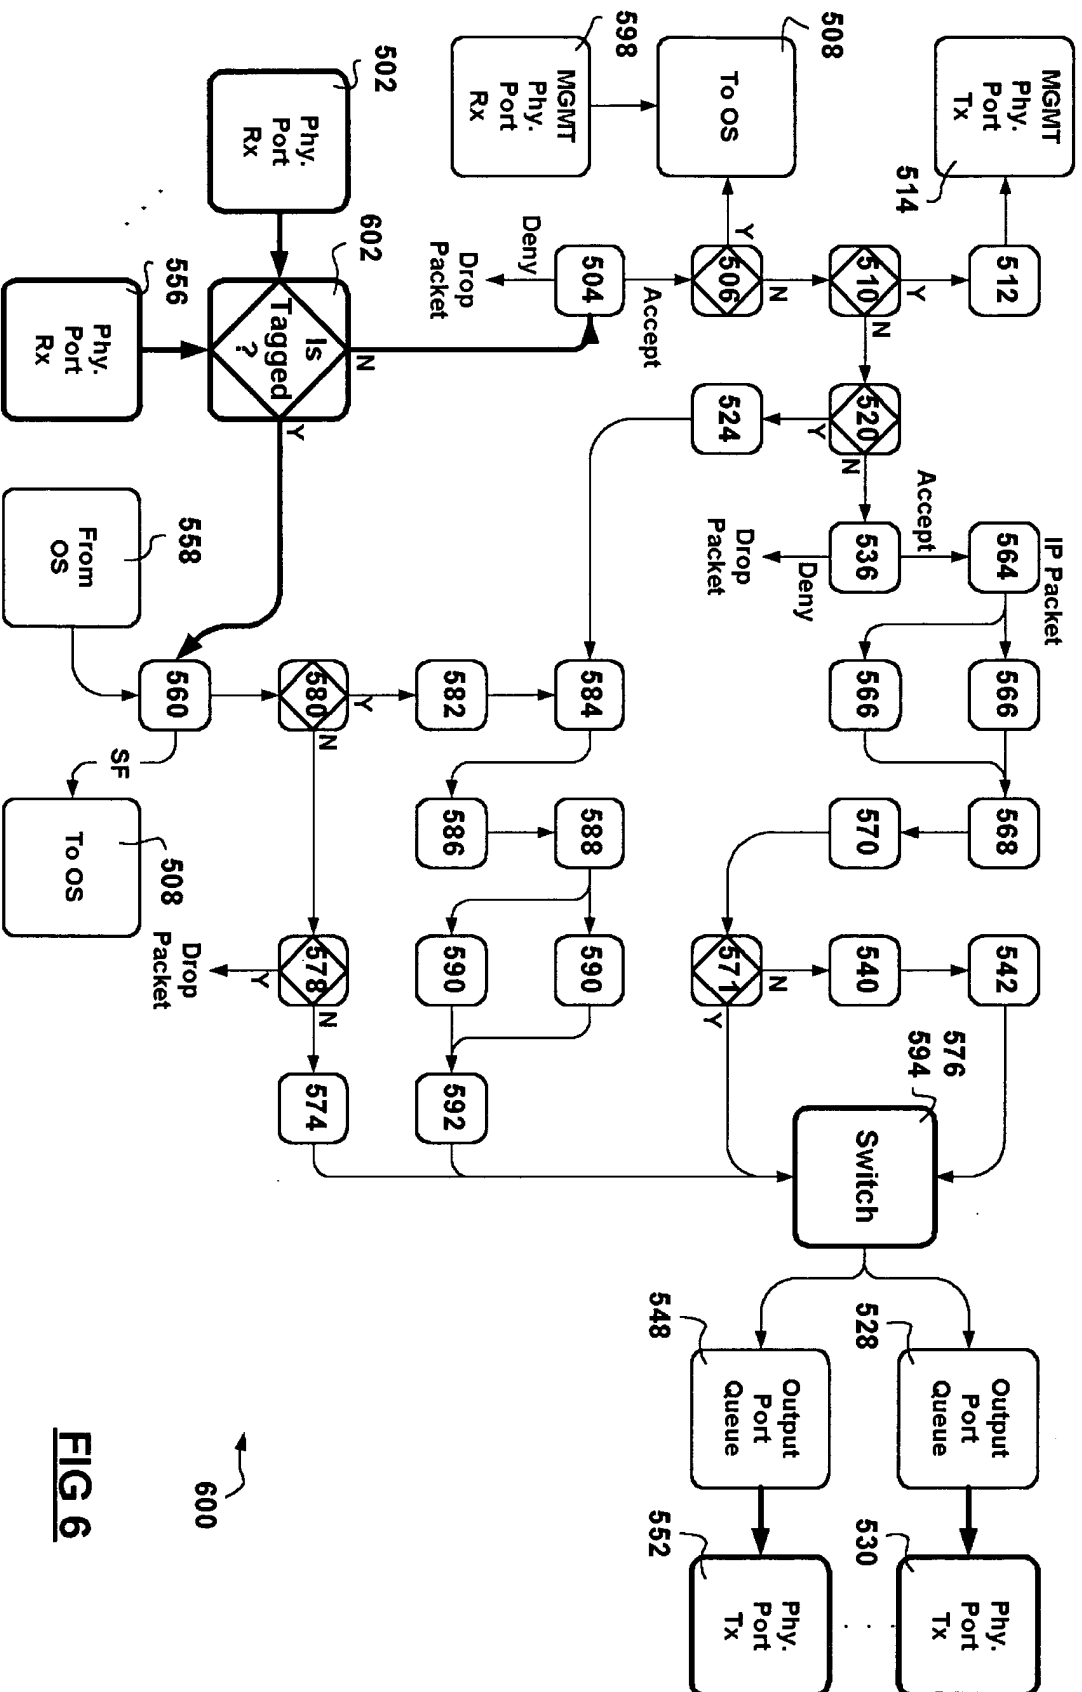 MGMT
Phy.
Port
Tx
514
512
564
IP Packet
566
568
542
528
Output
Port
Queue
530
Phy.
Port
Tx
508
To OS
510
Y
N
520
Y
N
536
Accept
Deny
Drop
Packet
566
570
540
576
594
Switch
598
MGMT
Phy.
Port
Rx
506
Y
N
524
571
N
Y
548
Output
Port
Queue
552
Phy.
Port
Tx
504
Accept
Deny
Drop
Packet
584
588
590
582
586
590
592
502
Phy.
Port
Rx
602
Is
Tagged
?
N
Y
580
Y
N
578
N
Y
Drop
Packet
574
556
Phy.
Port
Rx
558
From
OS
560
SF
508
To OS
600
FIG 6